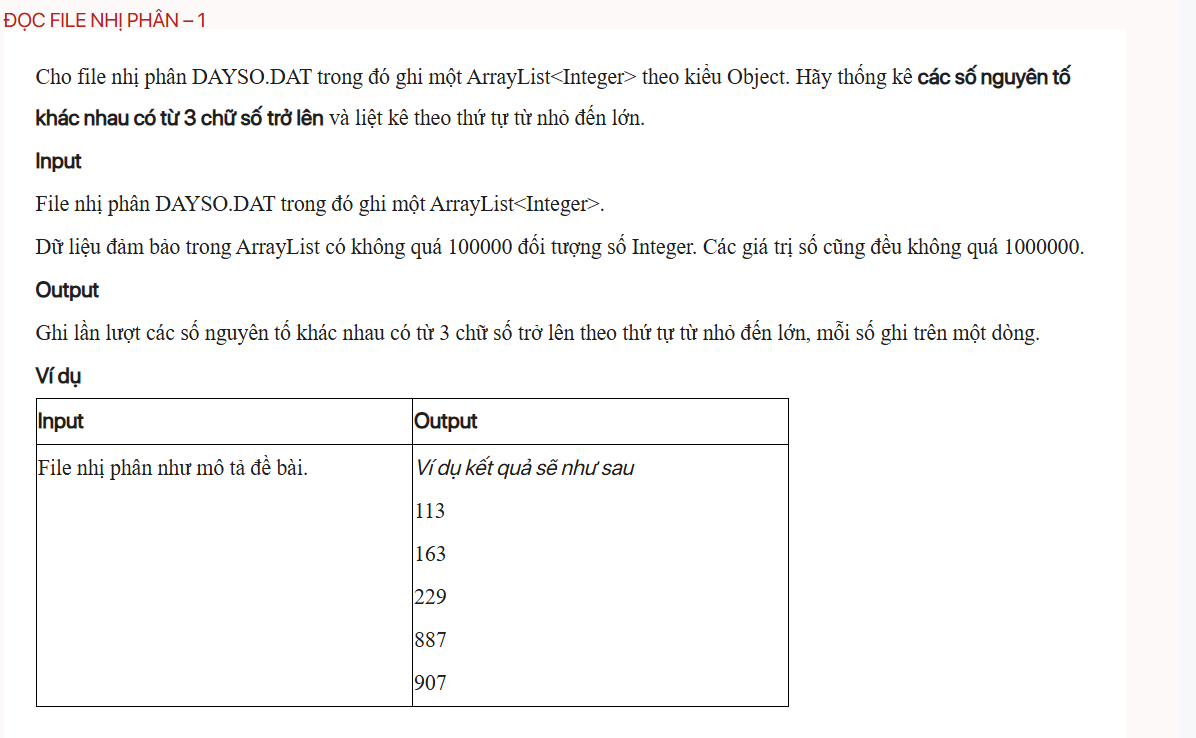 ĐỌC FILE NHỊ PHÂN – 1
Cho file nhị phân DAYSO.DAT trong đó ghi một ArrayList<Integer> theo kiểu Object. Hãy thống kê các số nguyên tố
khác nhau có từ 3 chữ số trở lên và liệt kê theo thứ tự từ nhỏ đến lớn.
Input
File nhị phân DAYSO.DAT trong đó ghi một ArrayList<Integer>.
Dữ liệu đảm bảo trong ArrayList có không quá 100000 đối tượng số Integer. Các giá trị số cũng đều không quá 1000000.
Output
Ghi lần lượt các số nguyên tố khác nhau có từ 3 chữ số trở lên theo thứ tự từ nhỏ đến lớn, mỗi số ghi trên một dòng.
Ví dụ
Input
Output
File nhị phân như mô tả đề bài.
Ví dụ kết quả sẽ như sau
113
163
229
887
907